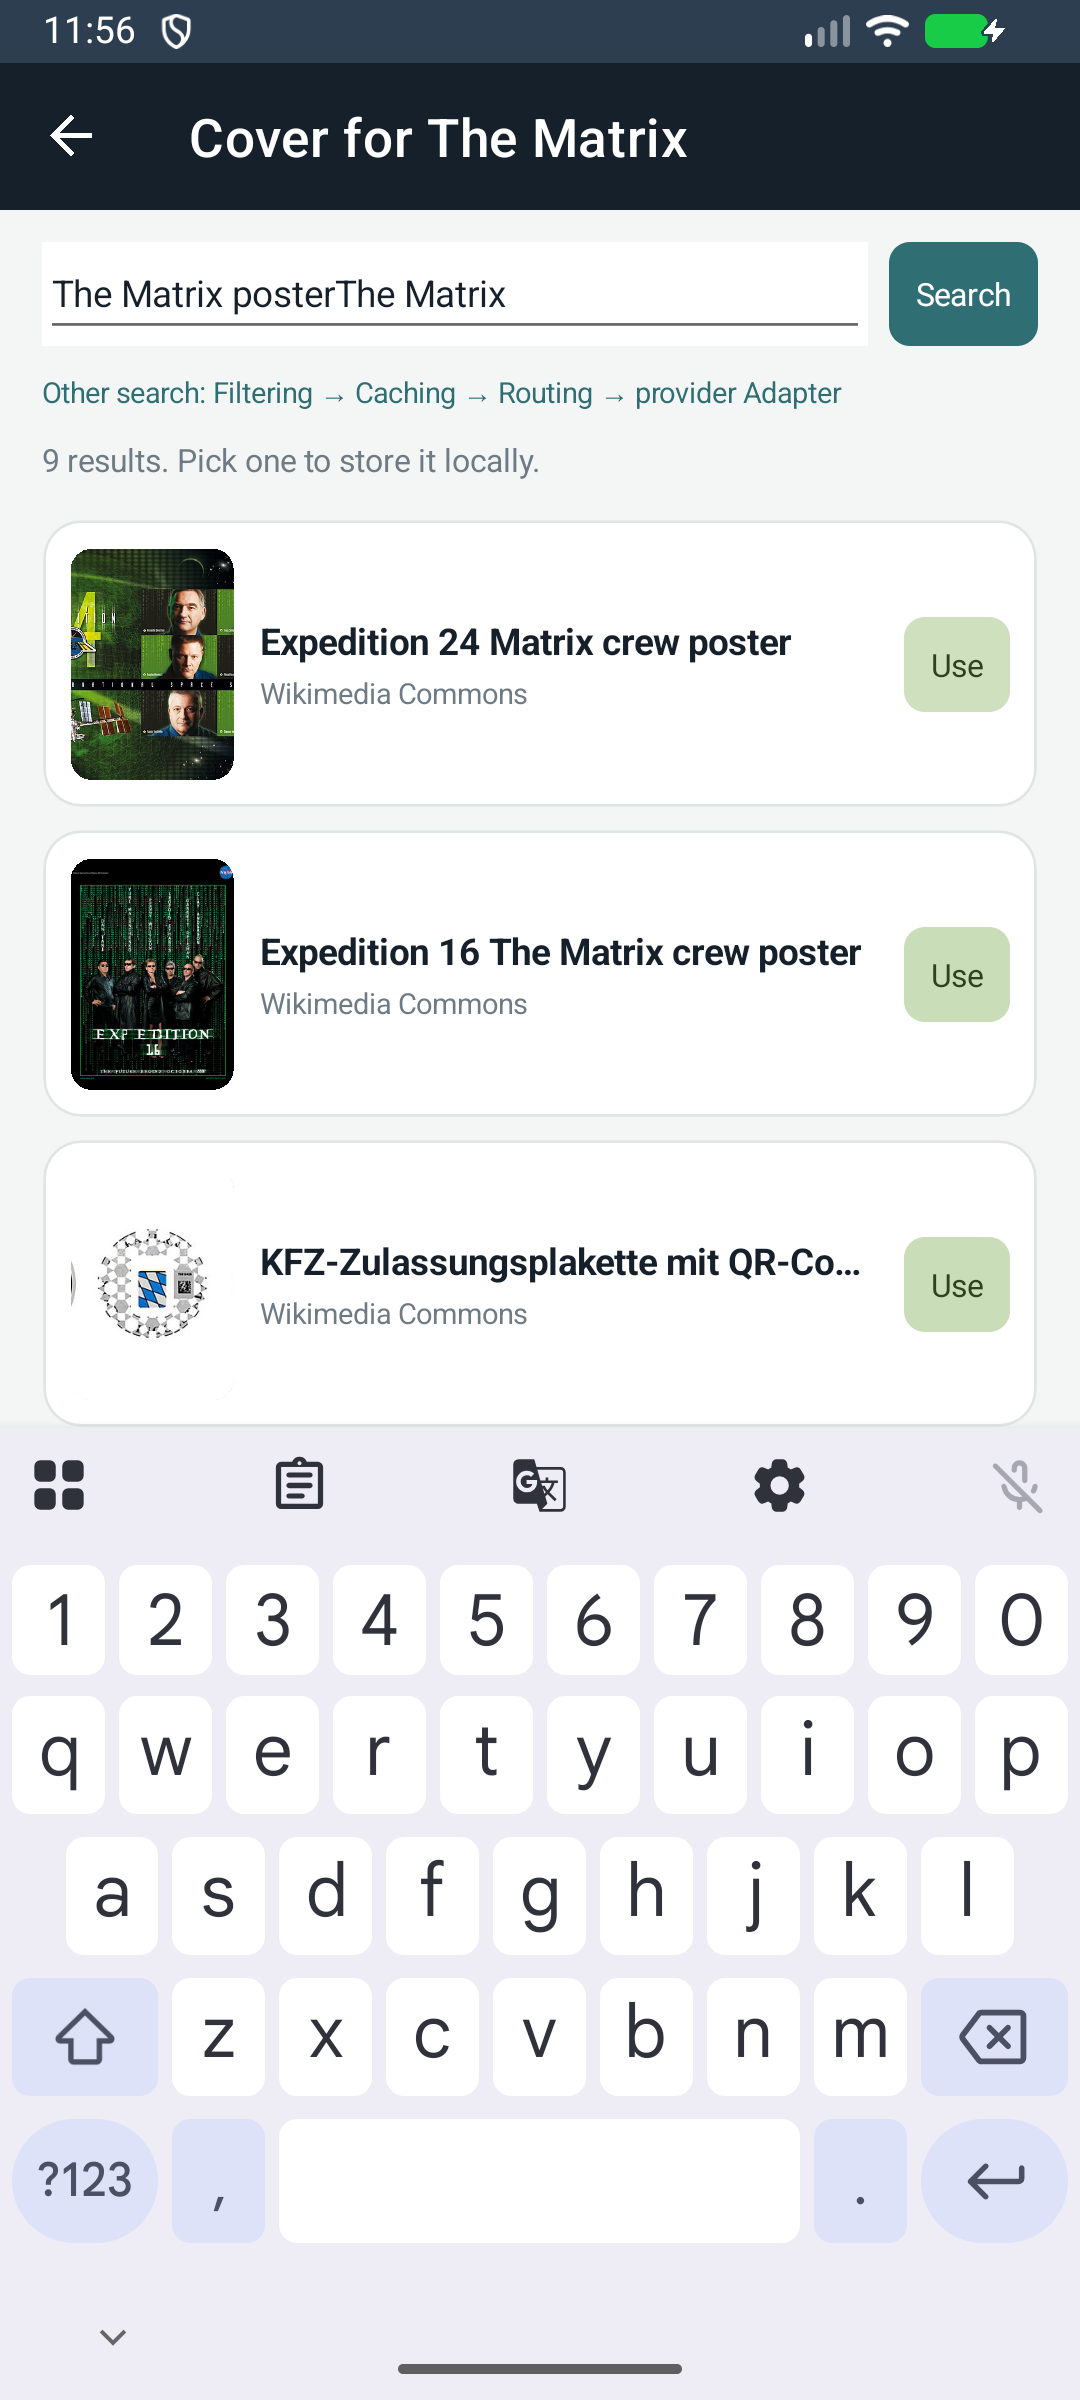 11:56
Cover for The Matrix
The Matrix posterThe Matrix
Search
Other search: Filtering → Caching → Routing → provider Adapter
9 results. Pick one to store it locally.
Expedition 24 Matrix crew poster
Wikimedia Commons
Use
EXPEDITION
16
Expedition 16 The Matrix crew poster
Wikimedia Commons
Use
KFZ-Zulassungsplakette mit QR-Co...
Wikimedia Commons
Use
1 2 3 4 5 6 7 8 9 0
q w e r t y u i o p
a s d f g h j k l
z x c v b n m
?123 , .